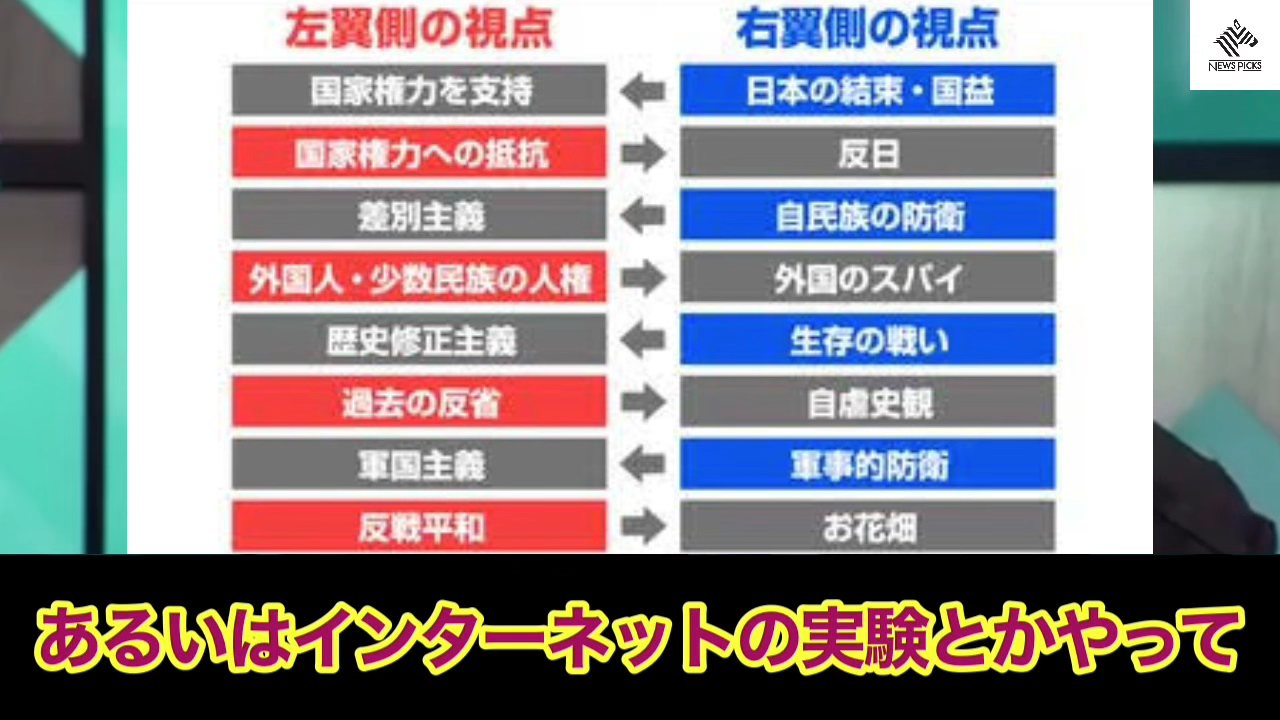 左翼側の視点 右翼側の視点
NEWSPICKS
国家権力を支持 日本の結束・国益
国家権力への抵抗 反日
差別主義 自民族の防衛
外国人・少数民族の人権 外国のスパイ
歴史修正主義 生存の戦い
過去の反省 自虐史観
軍国主義 軍事的防衛
反戦平和 お花畑
あるいはインターネットの実験とかやって